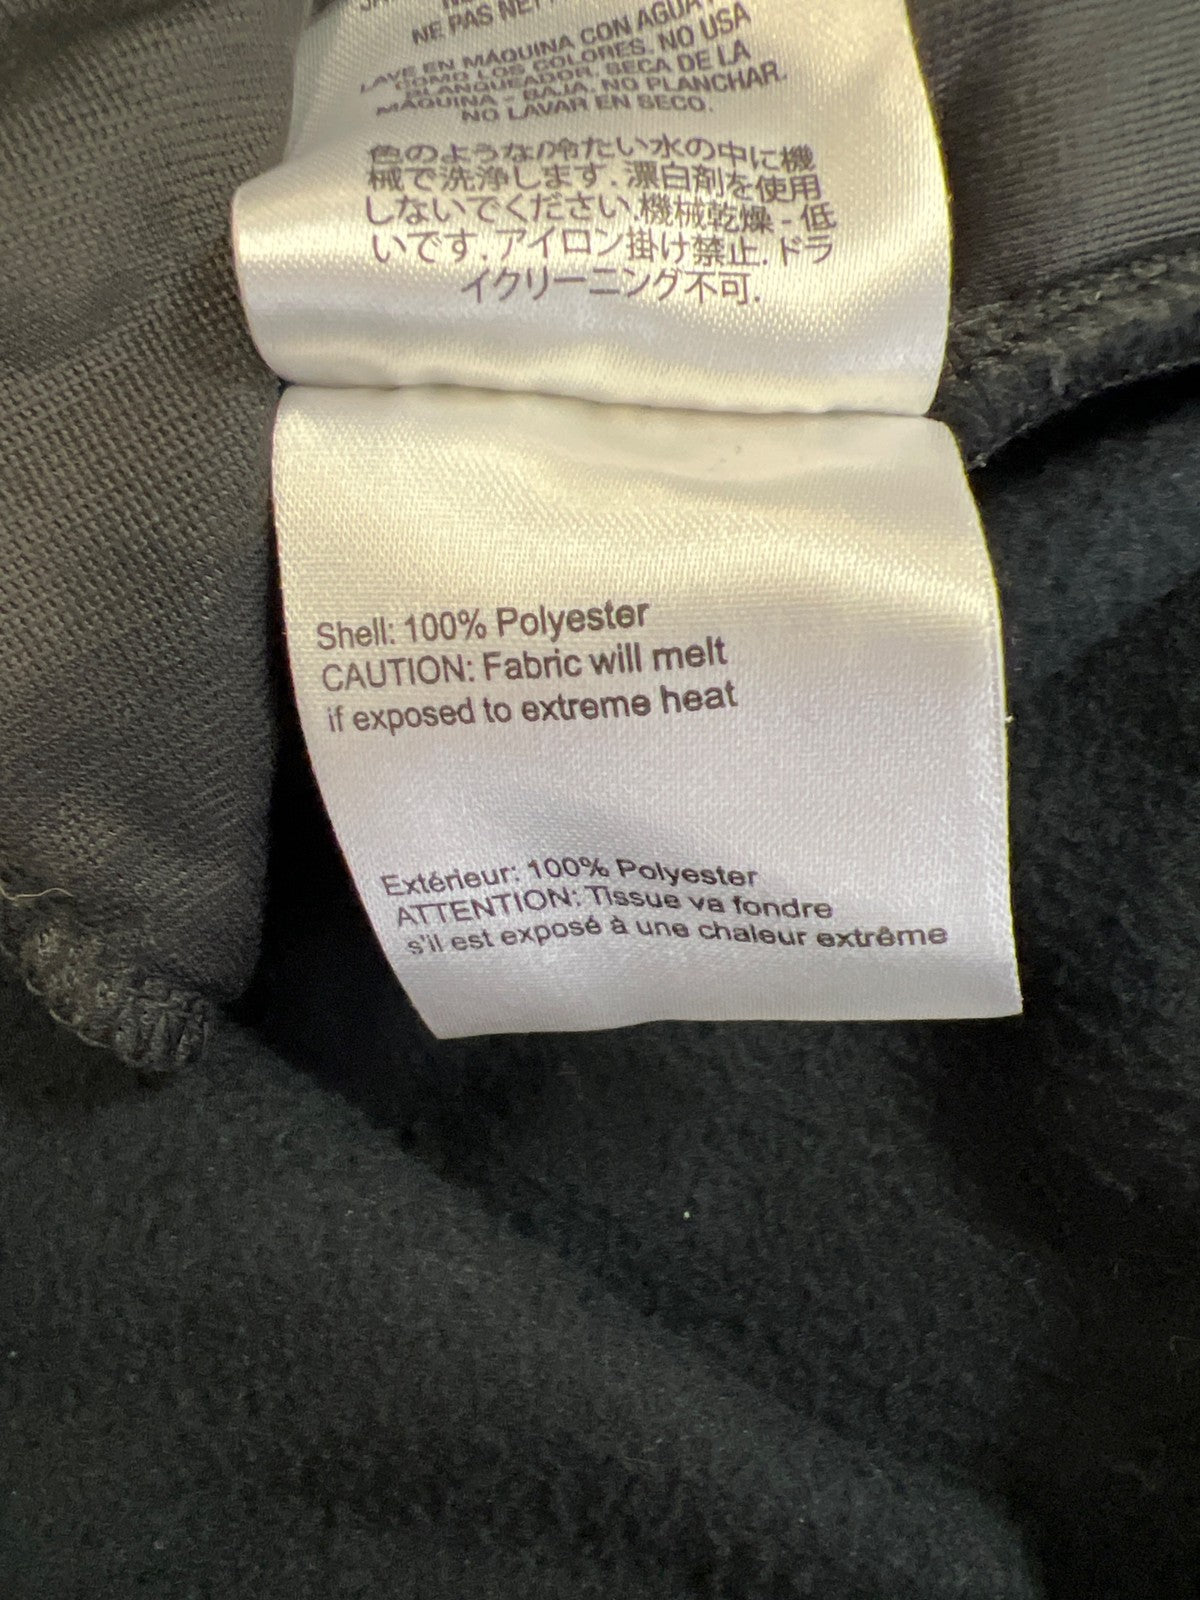 NE PAS
LAVE EN MÁQUINA CON AGUA
COMO LOS COLORES. NO USA
BLANQUEADOR. SECA DE LA
MÁQUINA - BAJA. NO PLANCHAR.
NO LAVAR EN SECO.
色のような冷たい水の中に機
械で洗浄します.漂白剤を使用
しないでください.機械乾燥 - 低
いです.アイロン掛け禁止.ドラ
イクリーニング不可.
Shell: 100% Polyester
CAUTION: Fabric will melt
if exposed to extreme heat
Extérieur: 100% Polyester
ATTENTION: Tissue va fondre
s'il est exposé à une chaleur extrême